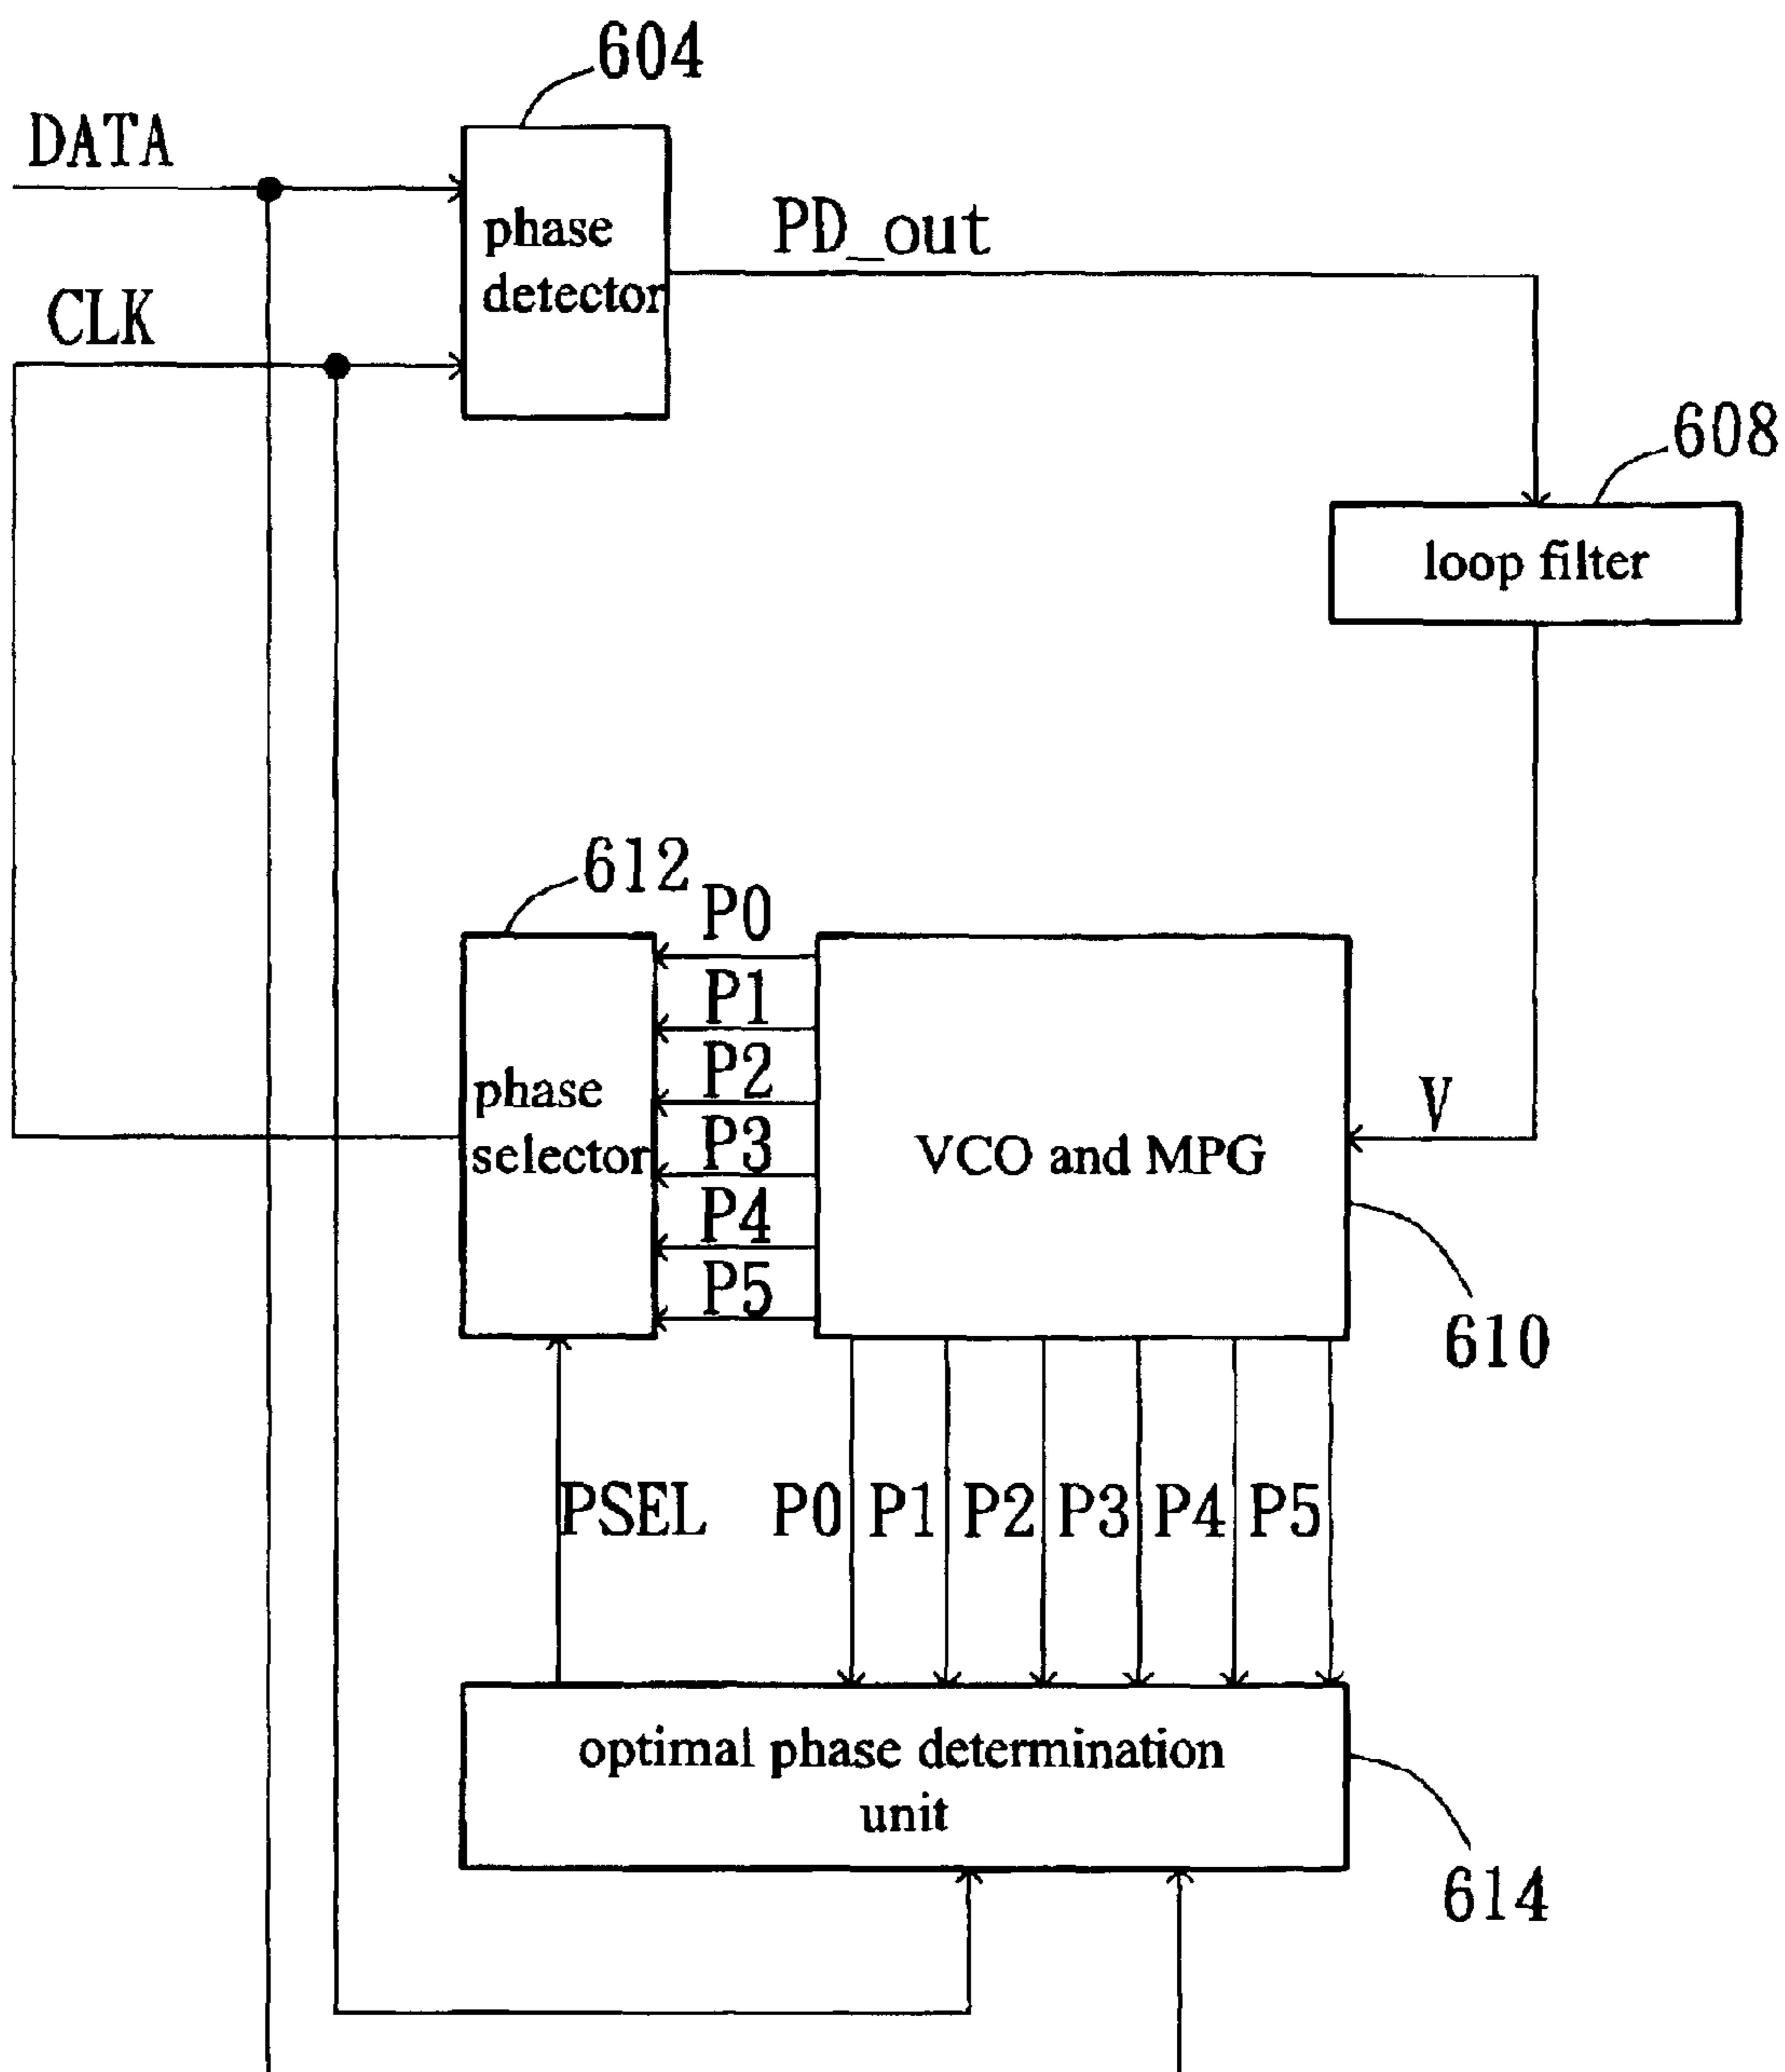 604
DATA
phase
detector
PD_out
CLK
608
loop filter
612
P0
P1
P2
P3
P4
P5
phase
selector
VCO and MPG
V
610
PSEL
P0
P1
P2
P3
P4
P5
optimal phase determination
unit
614